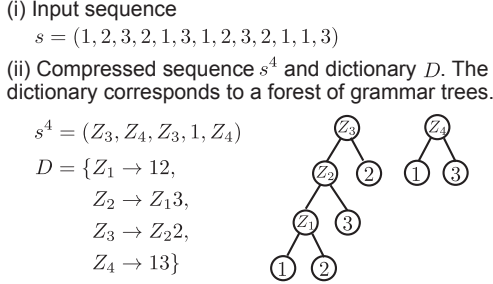 (i) Input sequence
s = (1, 2, 3, 2, 1, 3, 1, 2, 3, 2, 1, 1, 3)
(ii) Compressed sequence s⁴ and dictionary D. The
dictionary corresponds to a forest of grammar trees.
s⁴ = (Z₃, Z₄, Z₃, 1, Z₄)
D = {Z₁ → 12,
Z₂ → Z₁3,
Z₃ → Z₂2,
Z₄ → 13}
Z₃ Z₄
Z₂ 2 1 3
Z₁ 3
1 2